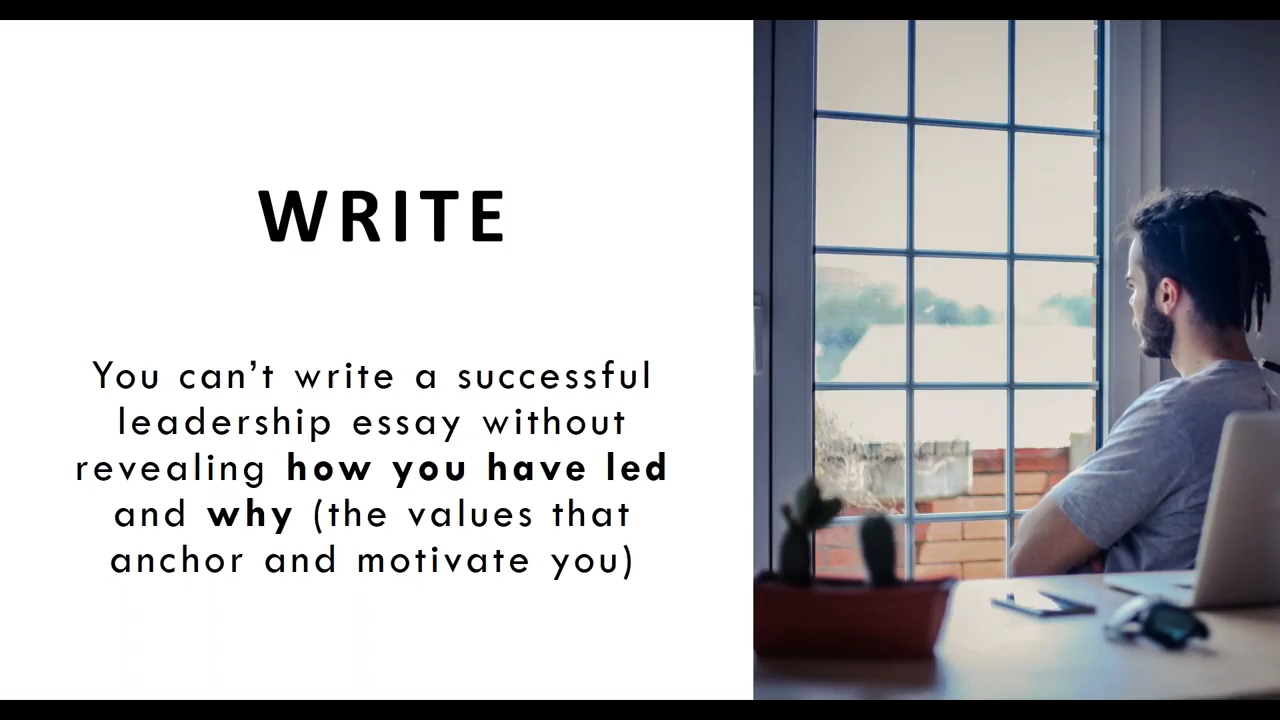 WRITE
You can’t write a successful
leadership essay without
revealing how you have led
and why (the values that
anchor and motivate you)